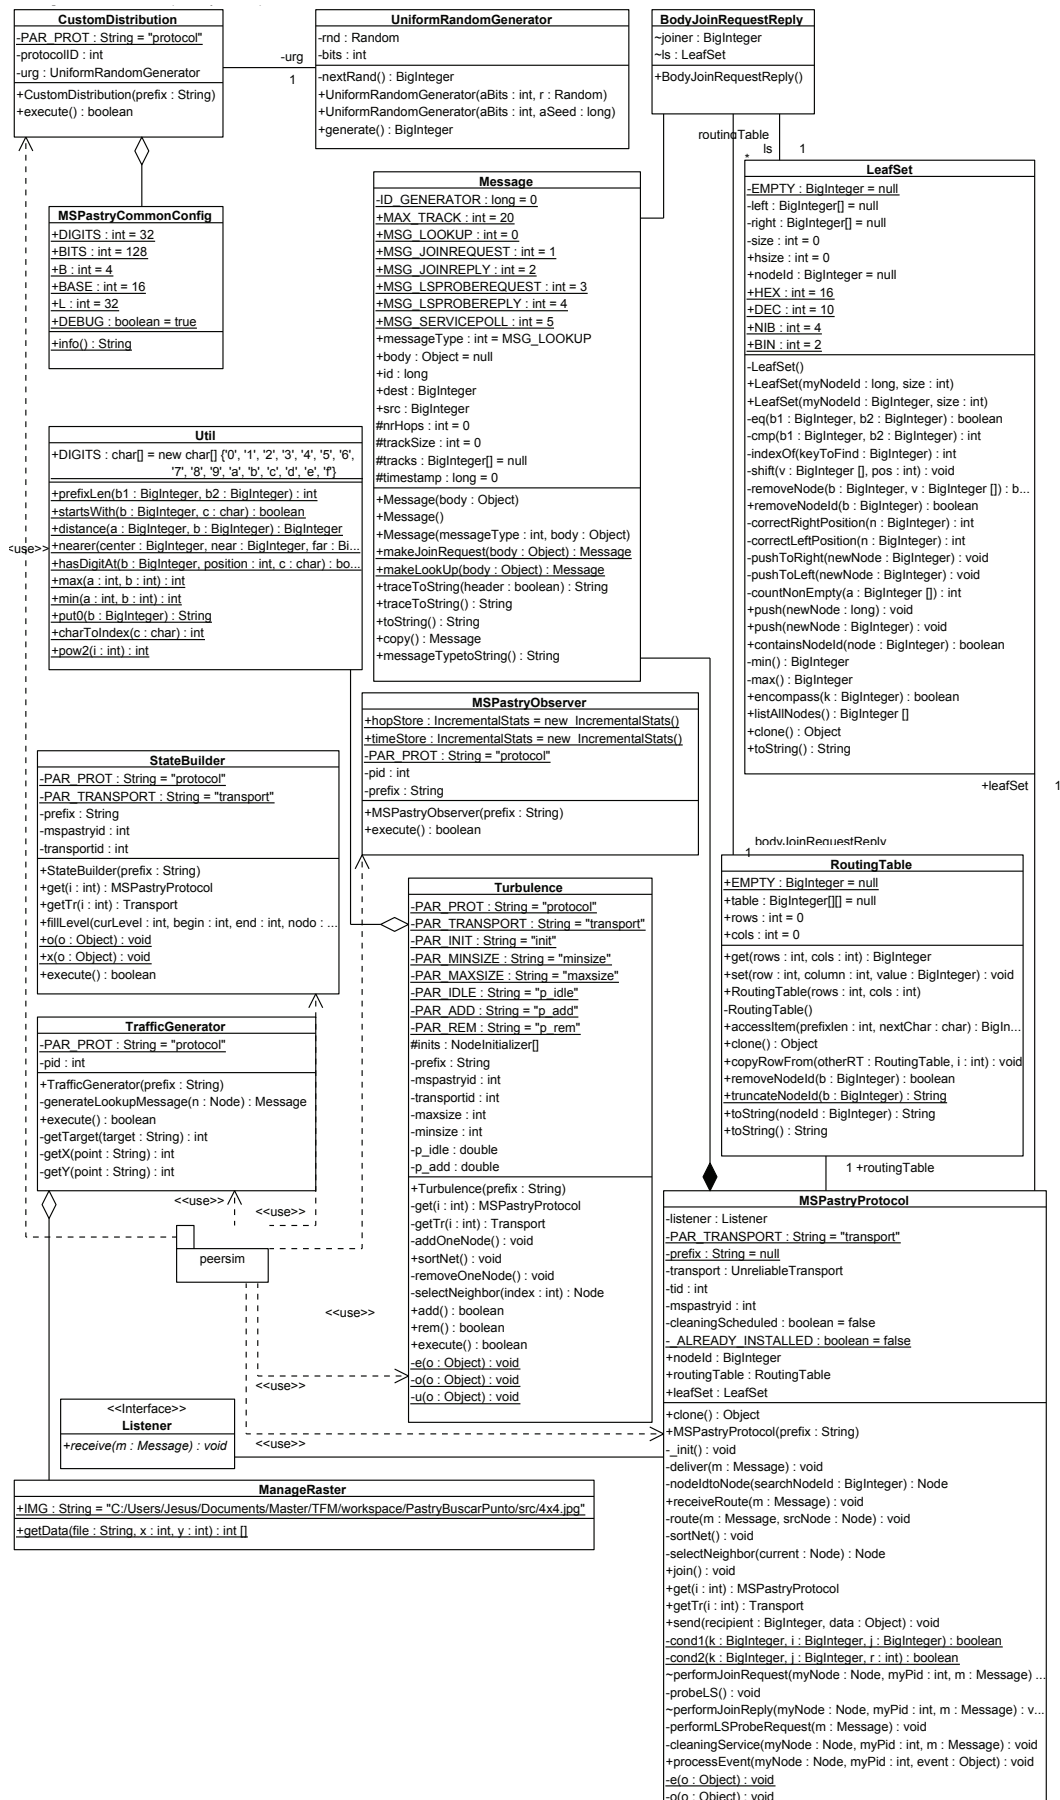 CustomDistribution
-PAR_PROT : String = "protocol"
-protocolID : int
-urg : UniformRandomGenerator
+CustomDistribution(prefix : String)
+execute() : boolean
-urg
1
UniformRandomGenerator
-rnd : Random
-bits : int
-nextRand() : BigInteger
+UniformRandomGenerator(aBits : int, r : Random)
+UniformRandomGenerator(aBits : int, aSeed : long)
+generate() : BigInteger
BodyJoinRequestReply
~joiner : BigInteger
~ls : LeafSet
+BodyJoinRequestReply()
routingTable
ls 1
*
MSPastryCommonConfig
+DIGITS : int = 32
+BITS : int = 128
+B : int = 4
+BASE : int = 16
+L : int = 32
+DEBUG : boolean = true
+info() : String
Message
-ID_GENERATOR : long = 0
+MAX_TRACK : int = 20
+MSG_LOOKUP : int = 0
+MSG_JOINREQUEST : int = 1
+MSG_JOINREPLY : int = 2
+MSG_LSPROBEREQUEST : int = 3
+MSG_LSPROBEREPLY : int = 4
+MSG_SERVICEPOLL : int = 5
+messageType : int = MSG_LOOKUP
+body : Object = null
+id : long
+dest : BigInteger
+src : BigInteger
#nrHops : int = 0
#trackSize : int = 0
#tracks : BigInteger[] = null
#timestamp : long = 0
+Message(body : Object)
+Message()
+Message(messageType : int, body : Object)
+makeJoinRequest(body : Object) : Message
+makeLookUp(body : Object) : Message
+traceToString(header : boolean) : String
+traceToString() : String
+toString() : String
+copy() : Message
+messageTypetoString() : String
LeafSet
-EMPTY : BigInteger = null
-left : BigInteger[] = null
-right : BigInteger[] = null
-size : int = 0
+hsize : int = 0
+nodeId : BigInteger = null
+HEX : int = 16
+DEC : int = 10
+NIB : int = 4
+BIN : int = 2
-LeafSet()
+LeafSet(myNodeId : long, size : int)
+LeafSet(myNodeId : BigInteger, size : int)
-eq(b1 : BigInteger, b2 : BigInteger) : boolean
-cmp(b1 : BigInteger, b2 : BigInteger) : int
-indexOf(keyToFind : BigInteger) : int
-shift(v : BigInteger [], pos : int) : void
-removeNode(b : BigInteger, v : BigInteger []) : b...
+removeNodeId(b : BigInteger) : boolean
-correctRightPosition(n : BigInteger) : int
-correctLeftPosition(n : BigInteger) : int
-pushToRight(newNode : BigInteger) : void
-pushToLeft(newNode : BigInteger) : void
-countNonEmpty(a : BigInteger []) : int
+push(newNode : long) : void
+push(newNode : BigInteger) : void
+containsNodeId(node : BigInteger) : boolean
-min() : BigInteger
-max() : BigInteger
+encompass(k : BigInteger) : boolean
+listAllNodes() : BigInteger []
+clone() : Object
+toString() : String
+leafSet 1
Util
+DIGITS : char[] = new char[] {'0', '1', '2', '3', '4', '5', '6',
'7', '8', '9', 'a', 'b', 'c', 'd', 'e', 'f'}
+prefixLen(b1 : BigInteger, b2 : BigInteger) : int
+startsWith(b : BigInteger, c : char) : boolean
+distance(a : BigInteger, b : BigInteger) : BigInteger
+nearer(center : BigInteger, near : BigInteger, far : Bi...
+hasDigitAt(b : BigInteger, position : int, c : char) : bo...
+max(a : int, b : int) : int
+min(a : int, b : int) : int
+put0(b : BigInteger) : String
+charToIndex(c : char) : int
+pow2(i : int) : int
<use>>
MSPastryObserver
+hopStore : IncrementalStats = new IncrementalStats()
+timeStore : IncrementalStats = new IncrementalStats()
-PAR_PROT : String = "protocol"
-pid : int
-prefix : String
+MSPastryObserver(prefix : String)
+execute() : boolean
StateBuilder
-PAR_PROT : String = "protocol"
-PAR_TRANSPORT : String = "transport"
-prefix : String
-mspastryid : int
-transportid : int
+StateBuilder(prefix : String)
+get(i : int) : MSPastryProtocol
+getTr(i : int) : Transport
+fillLevel(curLevel : int, begin : int, end : int, nodo : ...
+o(o : Object) : void
+x(o : Object) : void
+execute() : boolean
bodyJoinRequestReply
1
RoutingTable
+EMPTY : BigInteger = null
+table : BigInteger[][] = null
+rows : int = 0
+cols : int = 0
+get(rows : int, cols : int) : BigInteger
+set(row : int, column : int, value : BigInteger) : void
+RoutingTable(rows : int, cols : int)
-RoutingTable()
+accessItem(prefixlen : int, nextChar : char) : BigIn...
+clone() : Object
+copyRowFrom(otherRT : RoutingTable, i : int) : void
+removeNodeId(b : BigInteger) : boolean
+truncateNodeId(b : BigInteger) : String
+toString(nodeId : BigInteger) : String
+toString() : String
1 +routingTable
Turbulence
-PAR_PROT : String = "protocol"
-PAR_TRANSPORT : String = "transport"
-PAR_INIT : String = "init"
-PAR_MINSIZE : String = "minsize"
-PAR_MAXSIZE : String = "maxsize"
-PAR_IDLE : String = "p_idle"
-PAR_ADD : String = "p_add"
-PAR_REM : String = "p_rem"
#inits : NodeInitializer[]
-prefix : String
-mspastryid : int
-transportid : int
-maxsize : int
-minsize : int
-p_idle : double
-p_add : double
+Turbulence(prefix : String)
-get(i : int) : MSPastryProtocol
-getTr(i : int) : Transport
-addOneNode() : void
+sortNet() : void
-removeOneNode() : void
-selectNeighbor(index : int) : Node
+add() : boolean
+rem() : boolean
+execute() : boolean
-e(o : Object) : void
-o(o : Object) : void
-u(o : Object) : void
TrafficGenerator
-PAR_PROT : String = "protocol"
-pid : int
+TrafficGenerator(prefix : String)
-generateLookupMessage(n : Node) : Message
+execute() : boolean
-getTarget(target : String) : int
-getX(point : String) : int
-getY(point : String) : int
<<use>>
<<use>>
peersim
<<use>>
<<use>>
<<use>>
<<Interface>>
Listener
+receive(m : Message) : void
ManageRaster
+IMG : String = "C:/Users/Jesus/Documents/Master/TFM/workspace/PastryBuscarPunto/src/4x4.jpg"
+getData(file : String, x : int, y : int) : int []
MSPastryProtocol
-listener : Listener
-PAR_TRANSPORT : String = "transport"
-prefix : String = null
-transport : UnreliableTransport
-tid : int
-mspastryid : int
-cleaningScheduled : boolean = false
-_ALREADY_INSTALLED : boolean = false
+nodeId : BigInteger
+routingTable : RoutingTable
+leafSet : LeafSet
+clone() : Object
+MSPastryProtocol(prefix : String)
-_init() : void
-deliver(m : Message) : void
-nodeIdtoNode(searchNodeId : BigInteger) : Node
+receiveRoute(m : Message) : void
-route(m : Message, srcNode : Node) : void
-sortNet() : void
-selectNeighbor(current : Node) : Node
+join() : void
+get(i : int) : MSPastryProtocol
+getTr(i : int) : Transport
+send(recipient : BigInteger, data : Object) : void
-cond1(k : BigInteger, i : BigInteger, j : BigInteger) : boolean
-cond2(k : BigInteger, j : BigInteger, r : int) : boolean
~performJoinRequest(myNode : Node, myPid : int, m : Message) ...
-probeLS() : void
~performJoinReply(myNode : Node, myPid : int, m : Message) : v...
-performLSProbeRequest(m : Message) : void
-cleaningService(myNode : Node, myPid : int, m : Message) : void
+processEvent(myNode : Node, myPid : int, event : Object) : void
-e(o : Object) : void
-o(o : Object) : void